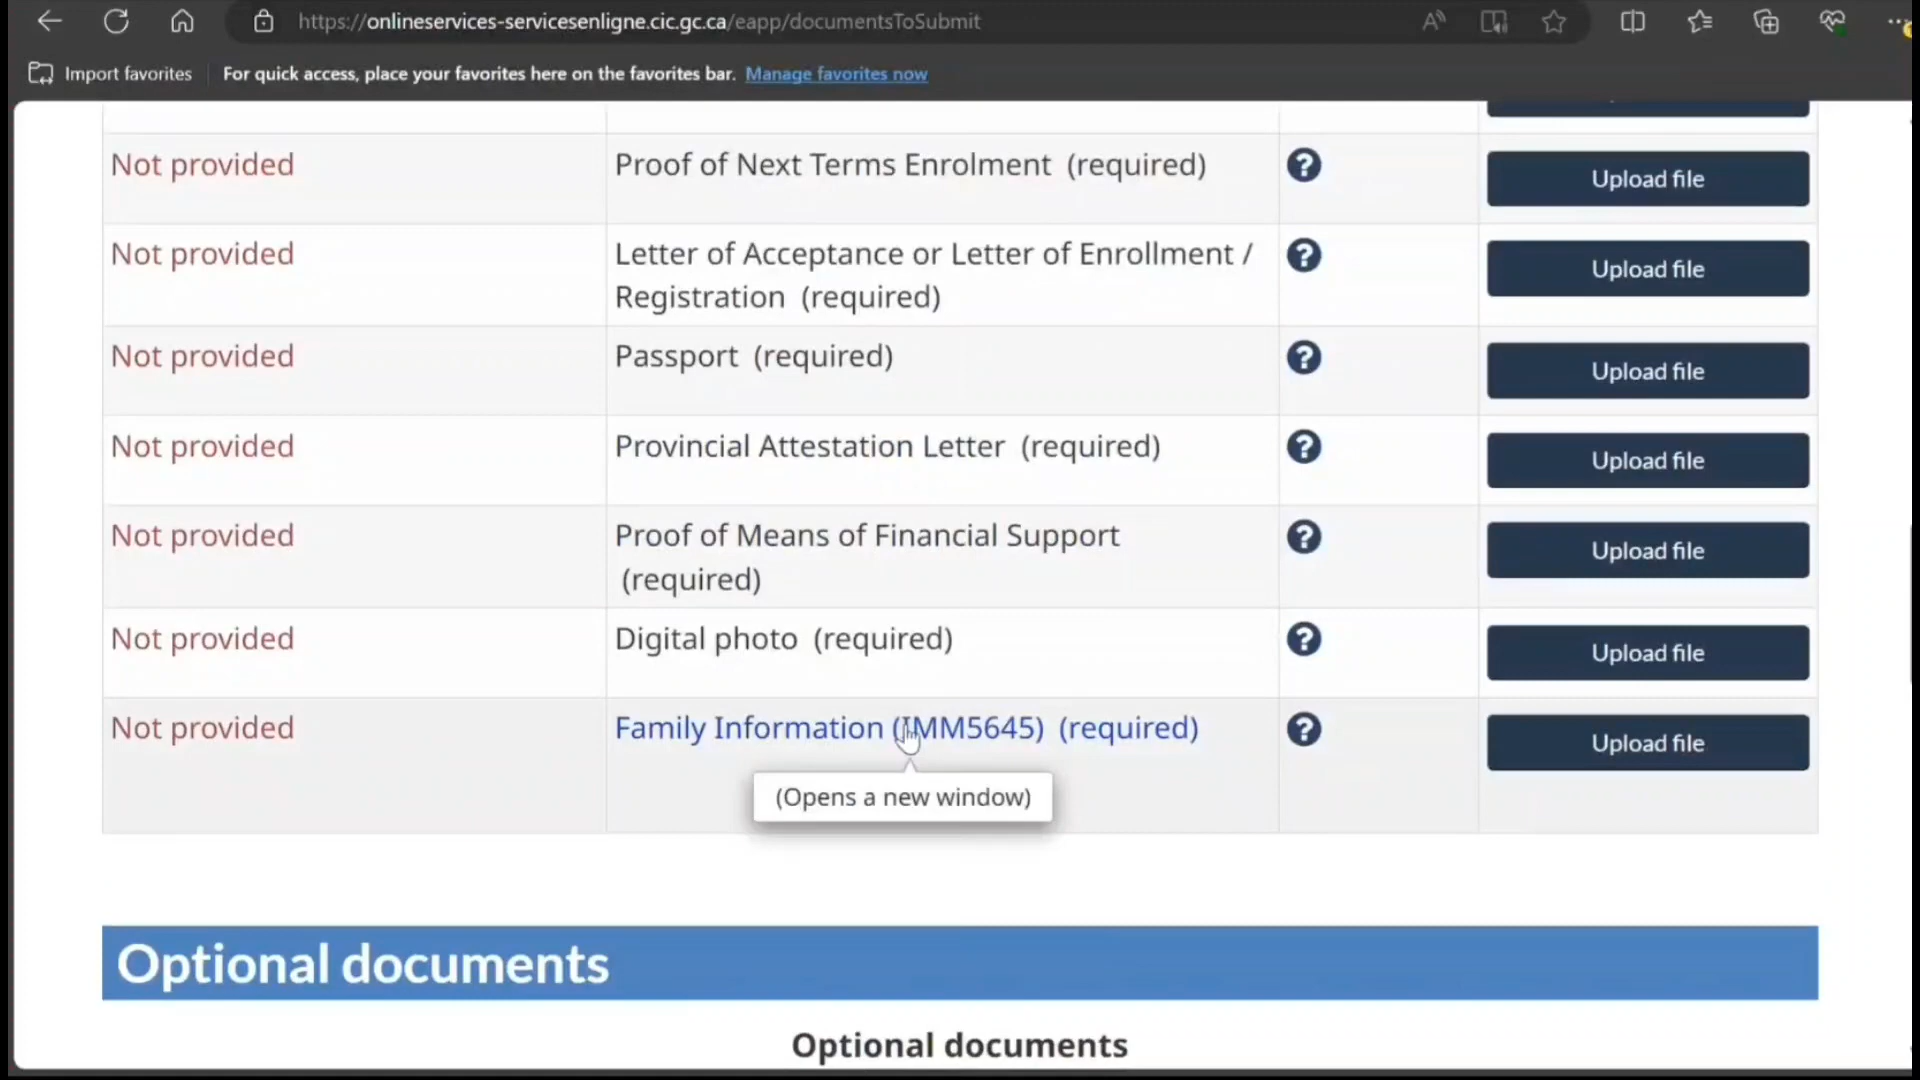 https://onlineservices-servicesenligne.cic.gc.ca/eapp/documentsToSubmit
Import favorites
For quick access, place your favorites here on the favorites bar. Manage favorites now
Not provided
Proof of Next Terms Enrolment (required)
Upload file
Not provided
Letter of Acceptance or Letter of Enrollment /
Registration (required)
Upload file
Not provided
Passport (required)
Upload file
Not provided
Provincial Attestation Letter (required)
Upload file
Not provided
Proof of Means of Financial Support
(required)
Upload file
Not provided
Digital photo (required)
Upload file
Not provided
Family Information (IMM5645) (required)
Upload file
(Opens a new window)
Optional documents
Optional documents